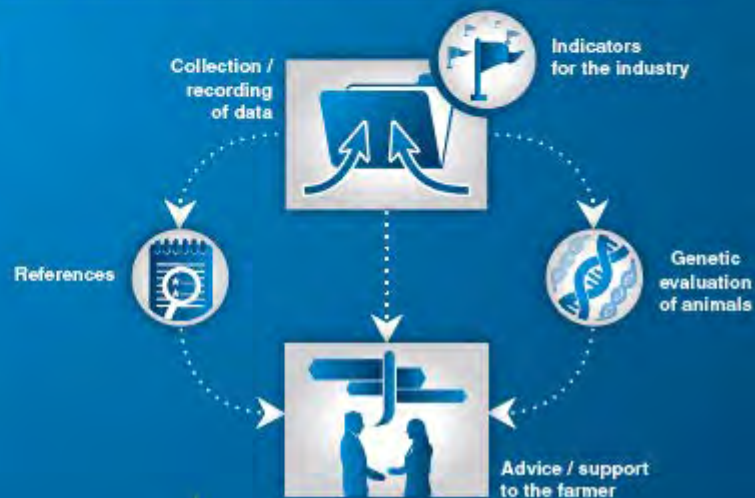 Collection /
recording
of data
Indicators
for the industry
References
Genetic
evaluation
of animals
Advice / support
to the farmer